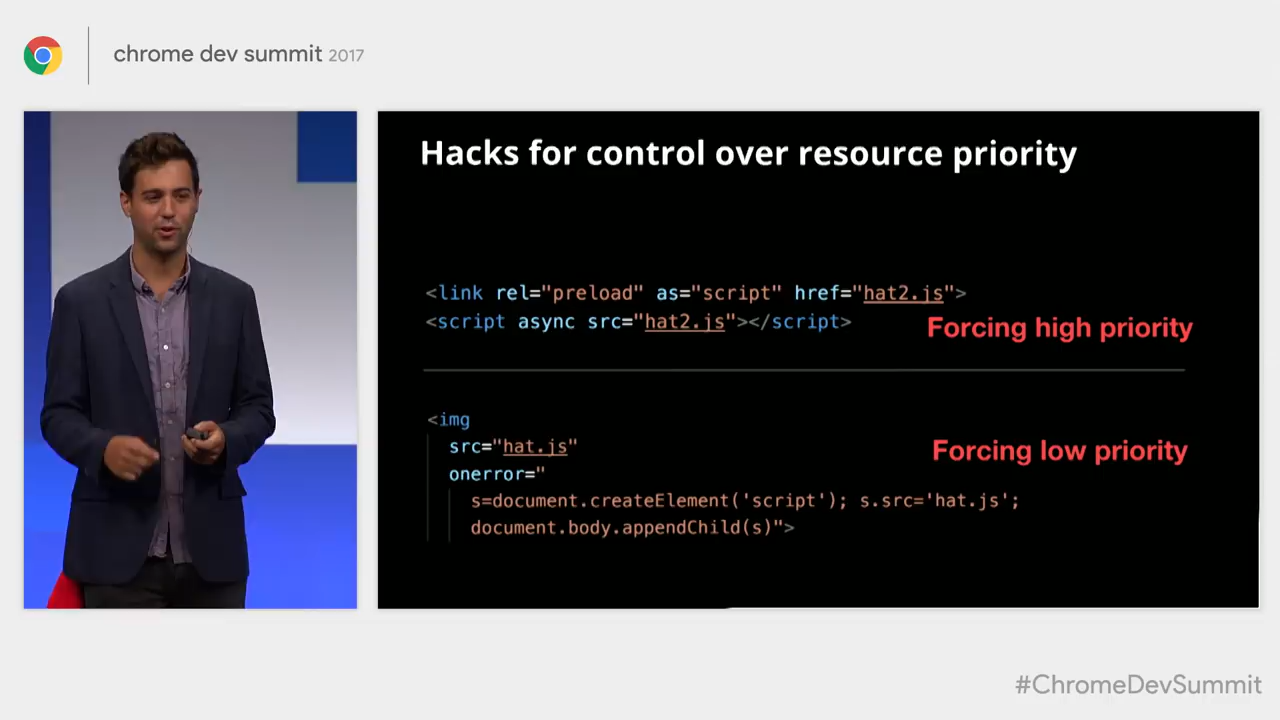 chrome dev summit 2017
Hacks for control over resource priority
<link rel="preload" as="script" href="hat2.js">
<script async src="hat2.js"></script>
Forcing high priority
<img
src="hat.js"
onerror="
s=document.createElement('script'); s.src='hat.js';
document.body.appendChild(s)">
Forcing low priority
#ChromeDevSummit